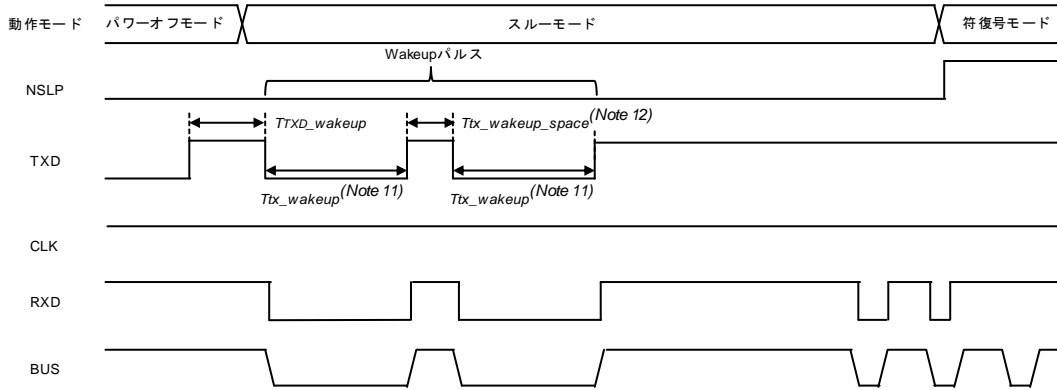 動作モード パワーオフモード スルーモード 符復号モード
Wakeupパルス
NSLP
TTXD_wakeup Ttx_wakeup_space(Note 12)
TXD
Ttx_wakeup(Note 11) Ttx_wakeup(Note 11)
CLK
RXD
BUS